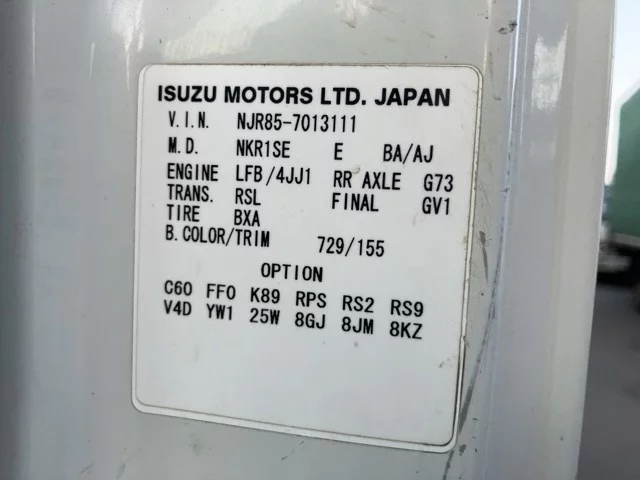 ISUZU MOTORS LTD. JAPAN
V.I.N. NJR85-7013111
M.D. NKR1SE E BA/AJ
ENGINE LFB/4JJ1 RR AXLE G73
TRANS. RSL FINAL GV1
TIRE BXA
B.COLOR/TRIM 729/155
OPTION
C60 FF0 K89 RPS RS2 RS9
V4D YW1 25W 8GJ 8JM 8KZ